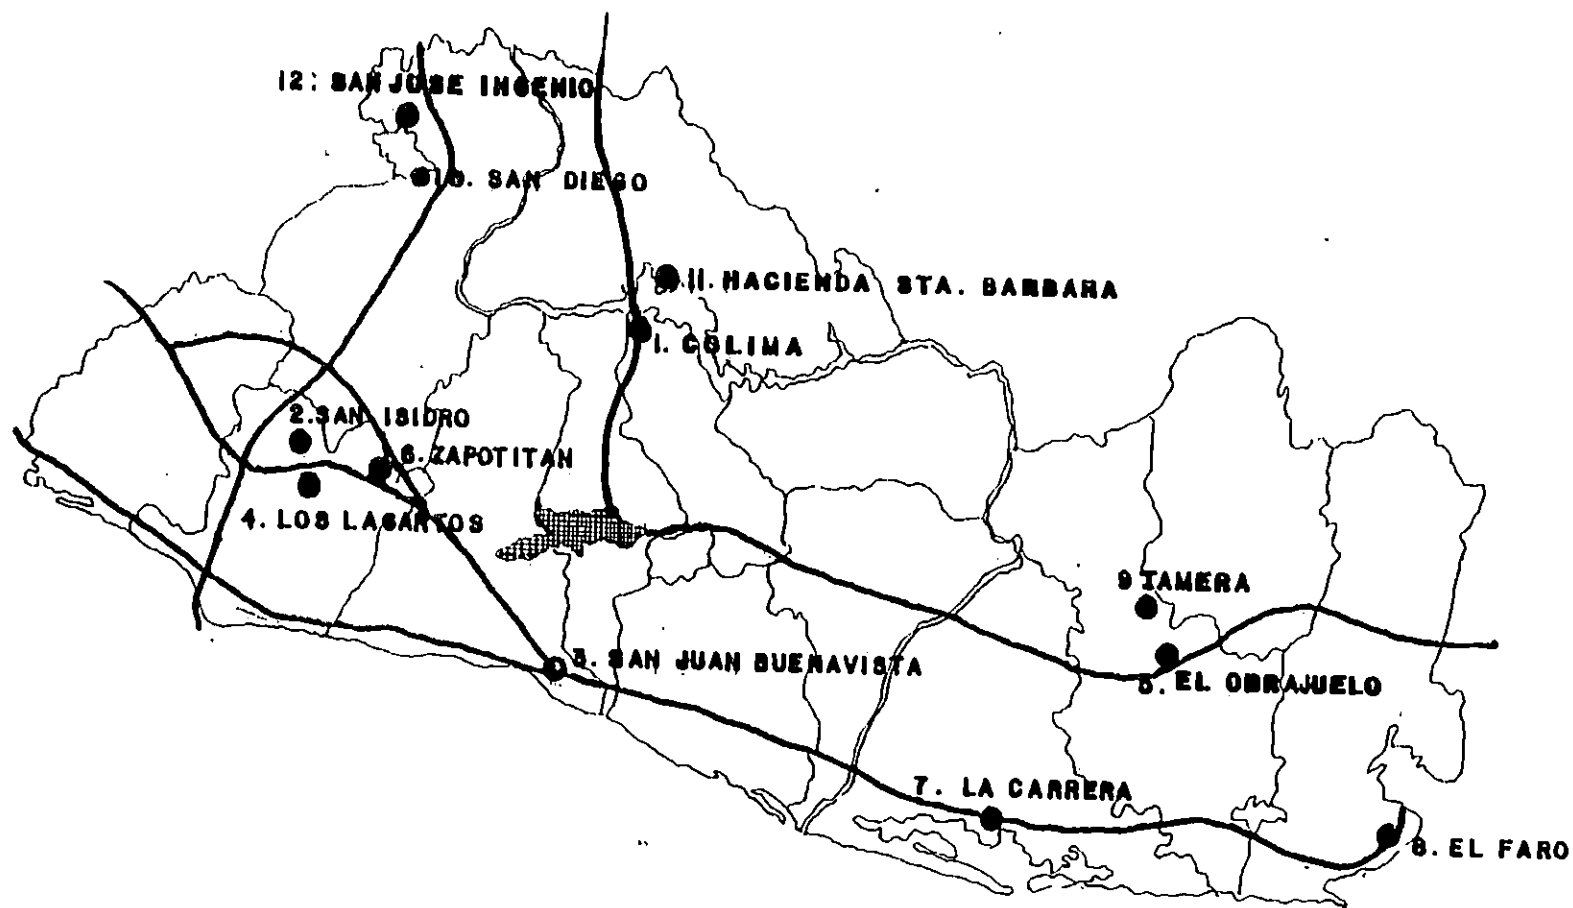 12: SAN JOSE INGENIO
10. SAN DIEGO
11. HACIENDA STA. BARBARA
1. COLIMA
2.SAN ISIDRO
6. ZAPOTITAN
4. LOS LAGARTOS
9 TAMERA
3. SAN JUAN BUENAVISTA
5. EL OBRAJUELO
7. LA CARRERA
8. EL FARO